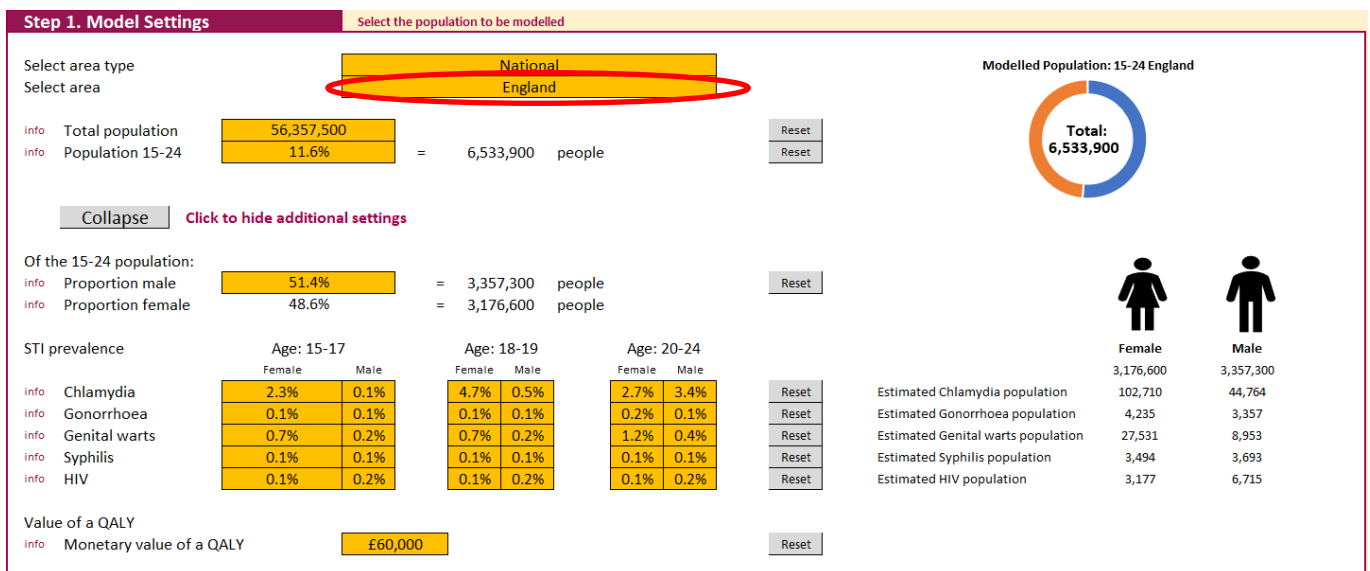 Step 1. Model Settings
Select the population to be modelled
Select area type National
Select area England
Modelled Population: 15-24 England
Total:
6,533,900
info Total population 56,357,500 Reset
info Population 15-24 11.6% = 6,533,900 people Reset
Collapse Click to hide additional settings
Of the 15-24 population:
info Proportion male 51.4% = 3,357,300 people Reset
info Proportion female 48.6% = 3,176,600 people
STI prevalence Age: 15-17 Age: 18-19 Age: 20-24
Female Male Female Male Female Male
Female Male
3,176,600 3,357,300
info Chlamydia 2.3% 0.1% 4.7% 0.5% 2.7% 3.4% Reset Estimated Chlamydia population 102,710 44,764
info Gonorrhoea 0.1% 0.1% 0.1% 0.1% 0.2% 0.1% Reset Estimated Gonorrhoea population 4,235 3,357
info Genital warts 0.7% 0.2% 0.7% 0.2% 1.2% 0.4% Reset Estimated Genital warts population 27,531 8,953
info Syphilis 0.1% 0.1% 0.1% 0.1% 0.1% 0.1% Reset Estimated Syphilis population 3,494 3,693
info HIV 0.1% 0.2% 0.1% 0.2% 0.1% 0.2% Reset Estimated HIV population 3,177 6,715
Value of a QALY
info Monetary value of a QALY £60,000 Reset